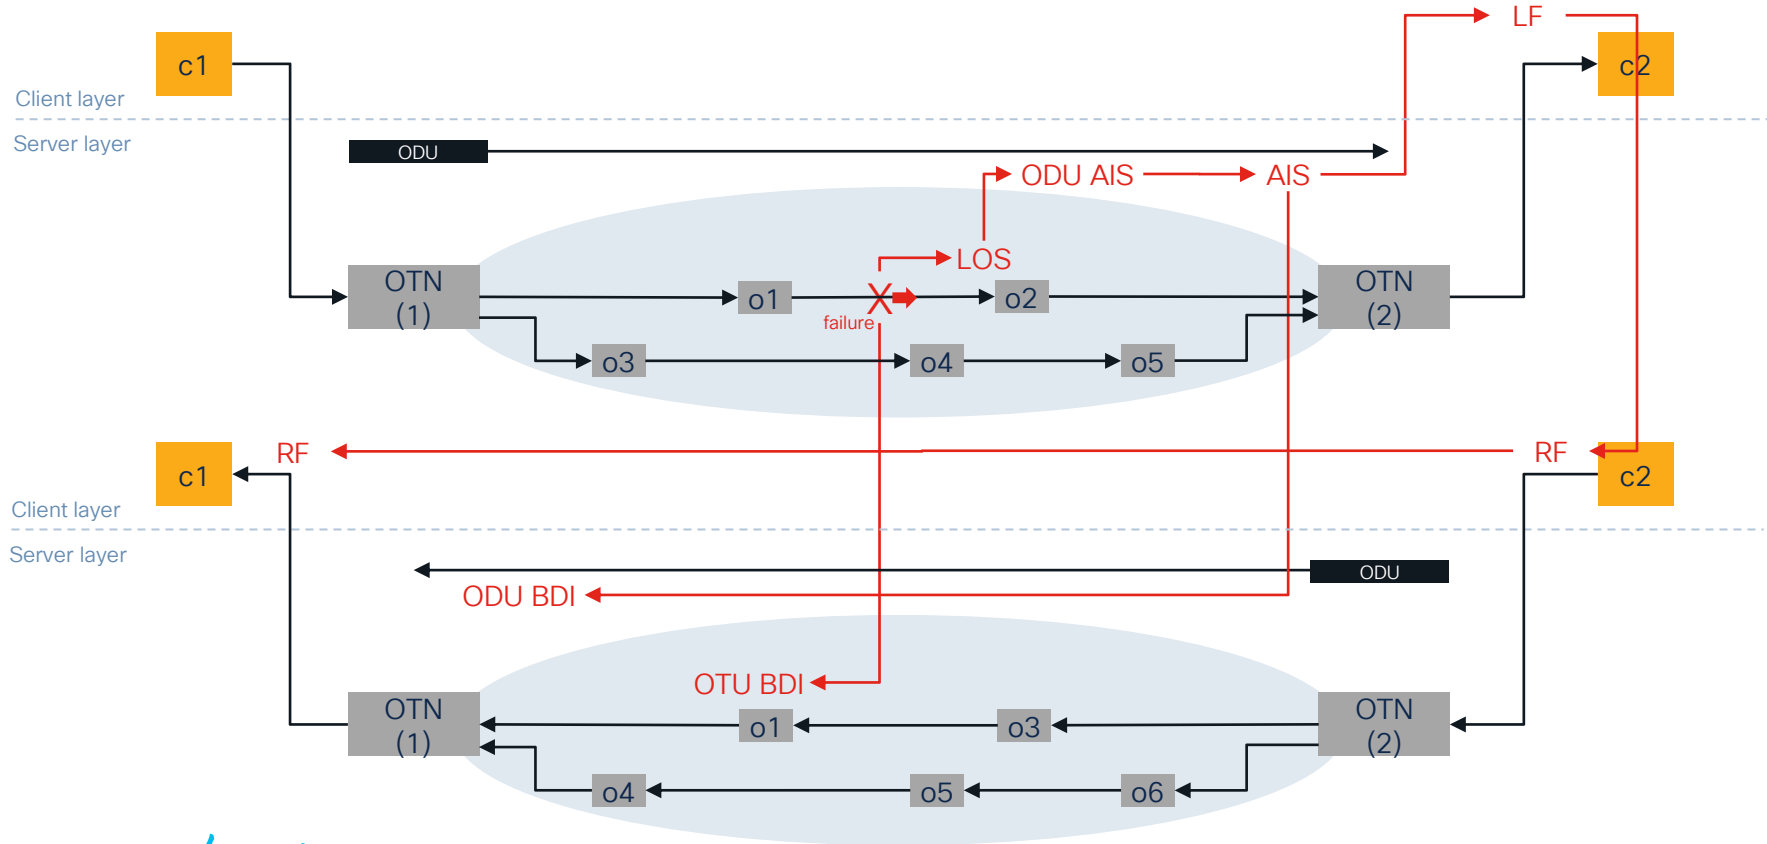 LF
c1
c2
Client layer
Server layer
ODU
ODU AIS
AIS
LOS
OTN
(1)
o1
X
o2
OTN
(2)
failure
o3
o4
o5
c1
RF
RF
c2
Client layer
Server layer
ODU
ODU BDI
OTU BDI
OTN
(1)
o1
o3
OTN
(2)
o4
o5
o6